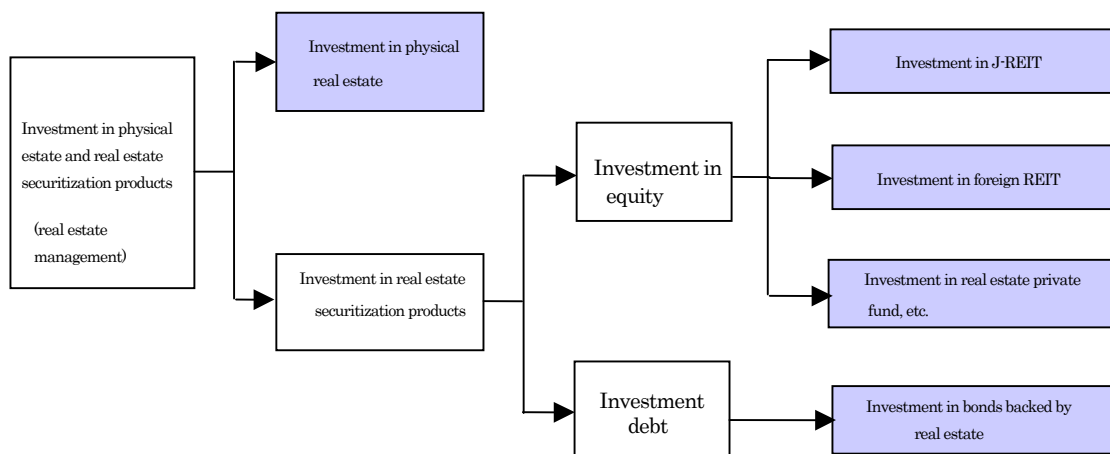 Investment in physical
estate and real estate
securitization products
(real estate
management)
Investment in physical
real estate
Investment in real estate
securitization products
Investment in
equity
Investment
debt
Investment in J-REIT
Investment in foreign REIT
Investment in real estate private
fund, etc.
Investment in bonds backed by
real estate